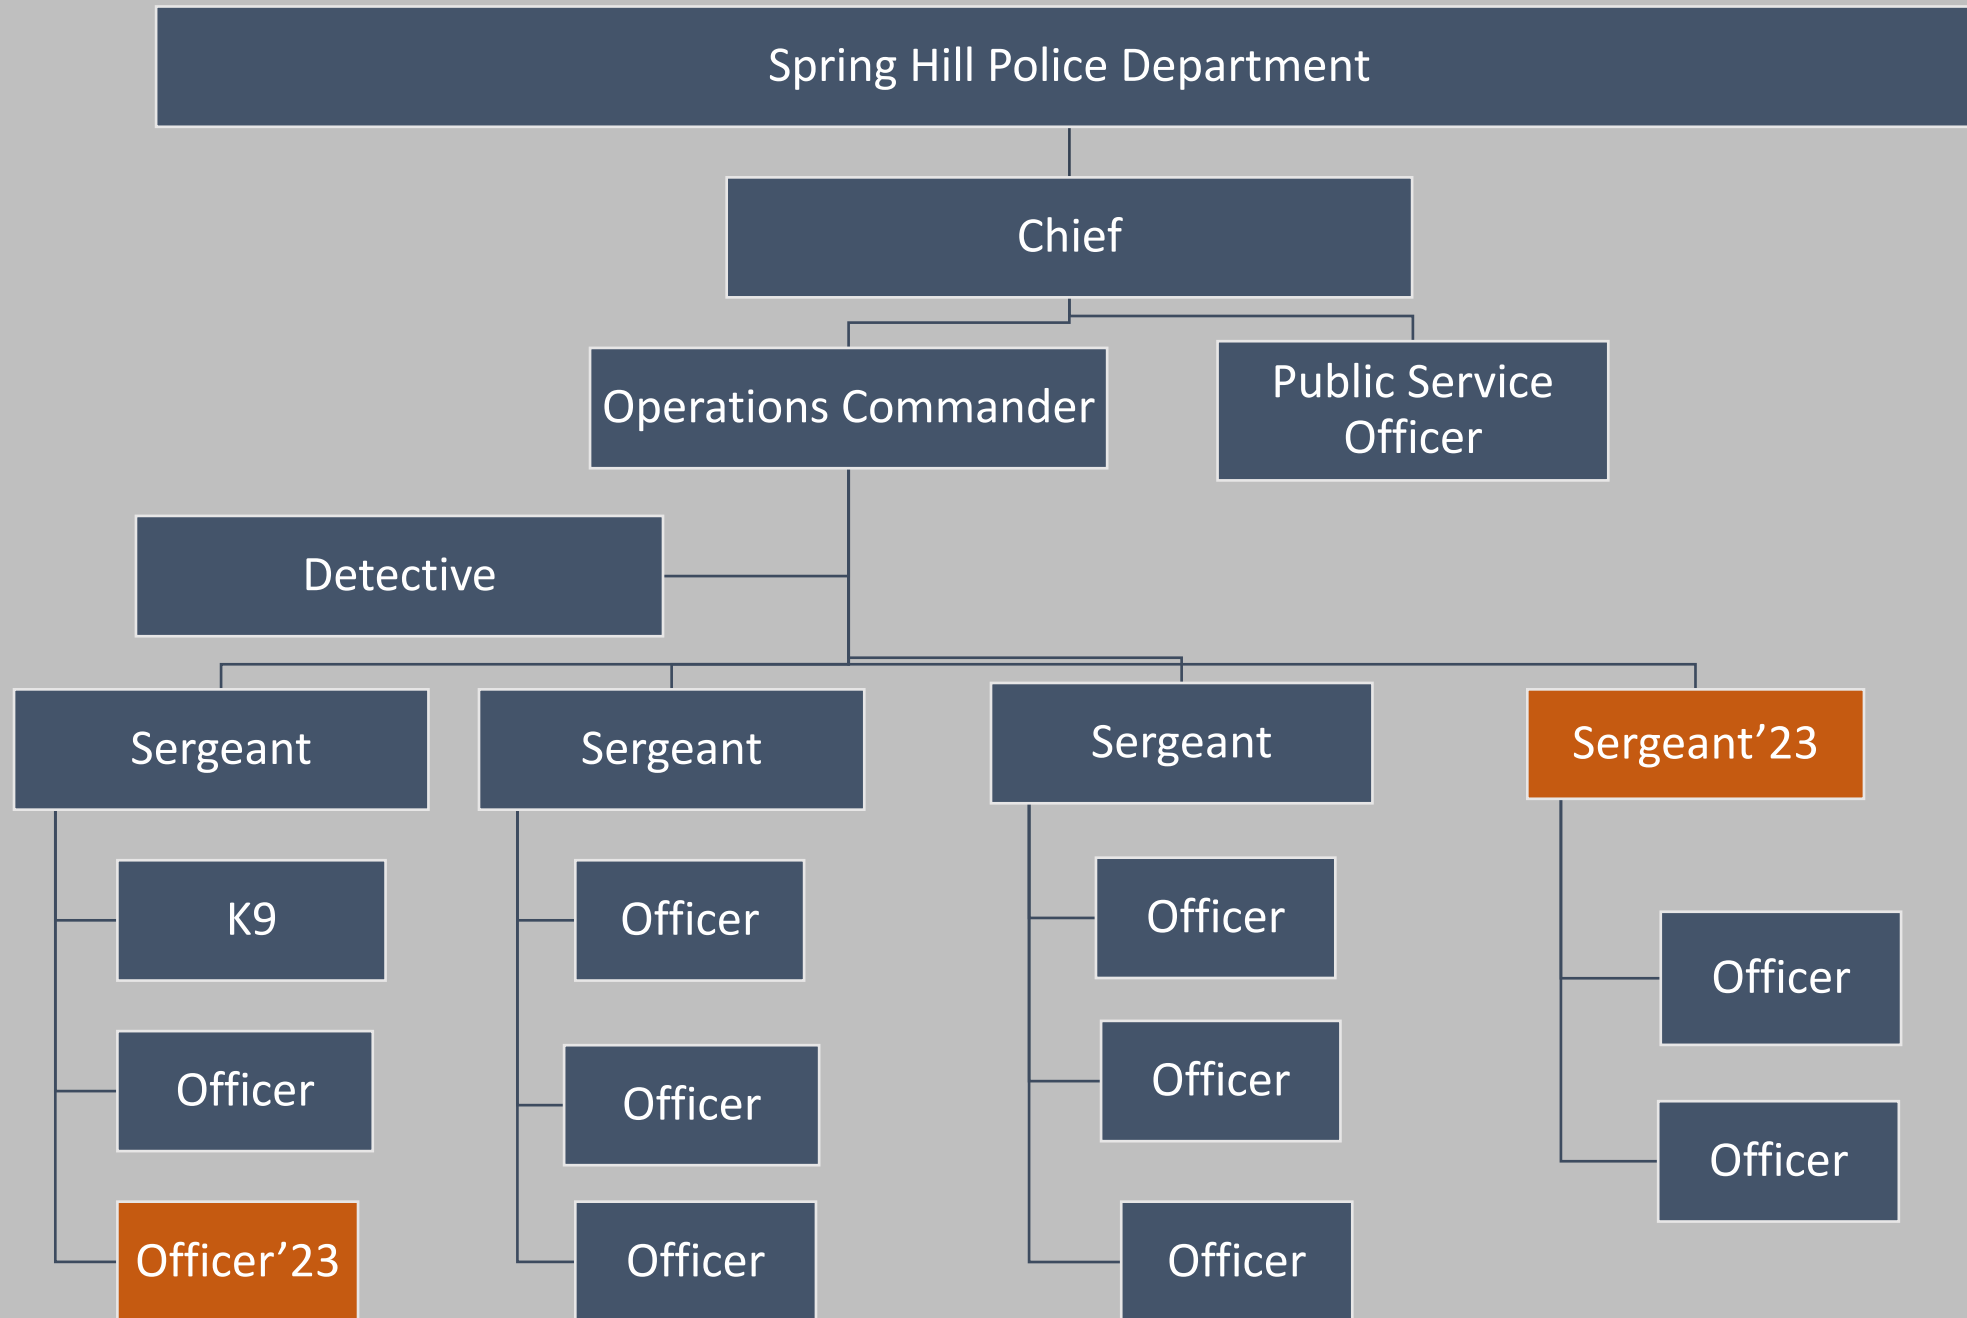 Spring Hill Police Department
Chief
Operations Commander
Public Service
Officer
Detective
Sergeant
Sergeant
Sergeant
Sergeant’23
K9
Officer
Officer’23
Officer
Officer
Officer
Officer
Officer
Officer
Officer
Officer